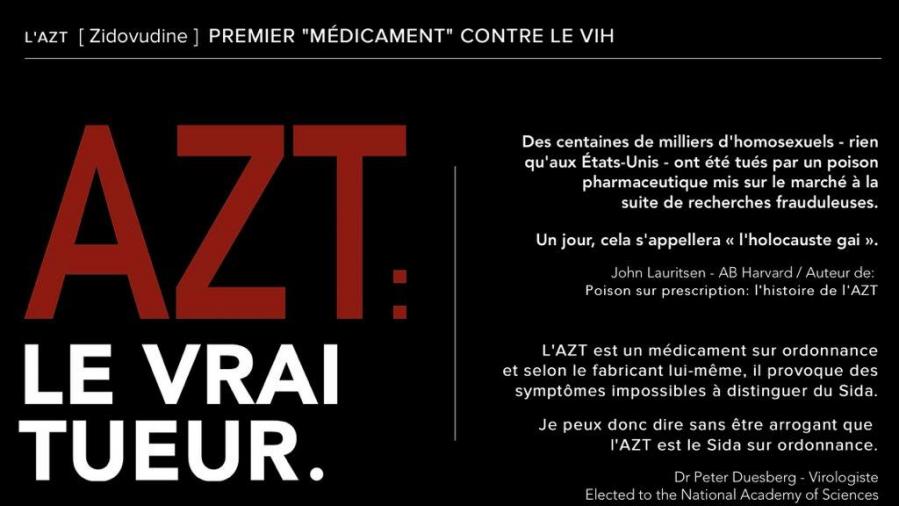 L'AZT [ Zidovudine ] PREMIER "MÉDICAMENT" CONTRE LE VIH
AZT:
LE VRAI
TUEUR.
Des centaines de milliers d'homosexuels - rien
qu'aux États-Unis - ont été tués par un poison
pharmaceutique mis sur le marché à la
suite de recherches frauduleuses.
Un jour, cela s'appellera « l'holocauste gai ».
John Lauritsen - AB Harvard / Auteur de:
Poison sur prescription: l'histoire de l'AZT
L'AZT est un médicament sur ordonnance
et selon le fabricant lui-même, il provoque des
symptômes impossibles à distinguer du Sida.
Je peux donc dire sans être arrogant que
l'AZT est le Sida sur ordonnance.
Dr Peter Duesberg - Virologiste
Elected to the National Academy of Sciences